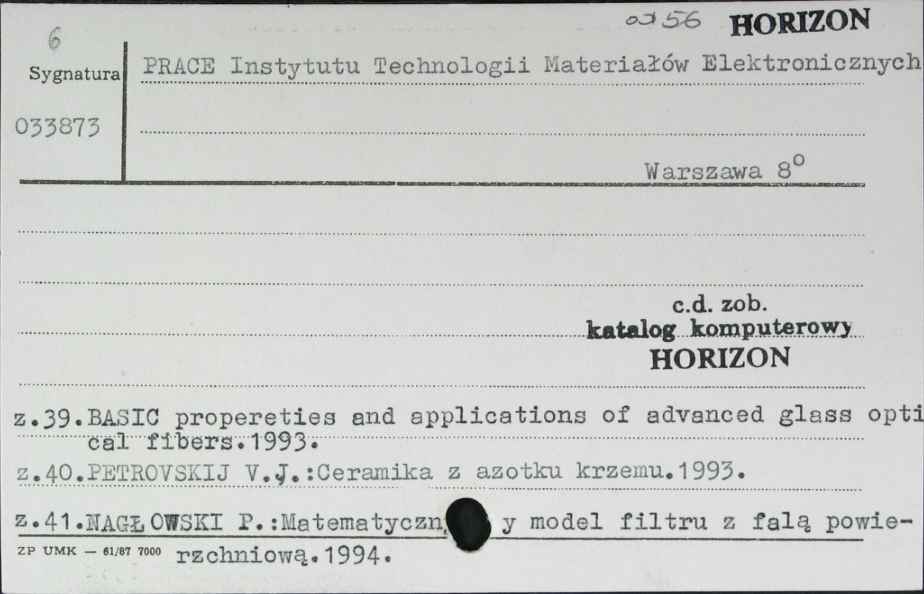 6 od 56 HORIZON
Sygnatura PRACE Instytutu Technologii Materiałów Elektronicznych
033873
Warszawa 8°
c.d. zob.
katalog komputerowy
HORIZON
z.39.BASIC propereties and applications of advanced glass opti
cal fibers.1993.
z.40.PETROVSKIJ V.J.:Ceramika z azotku krzemu.1993.
z.41.NAGŁOWSKI P.:Matematyczn y model filtru z falą powie-
ZP UMK — 61/87 7000 rzchniową.1994.